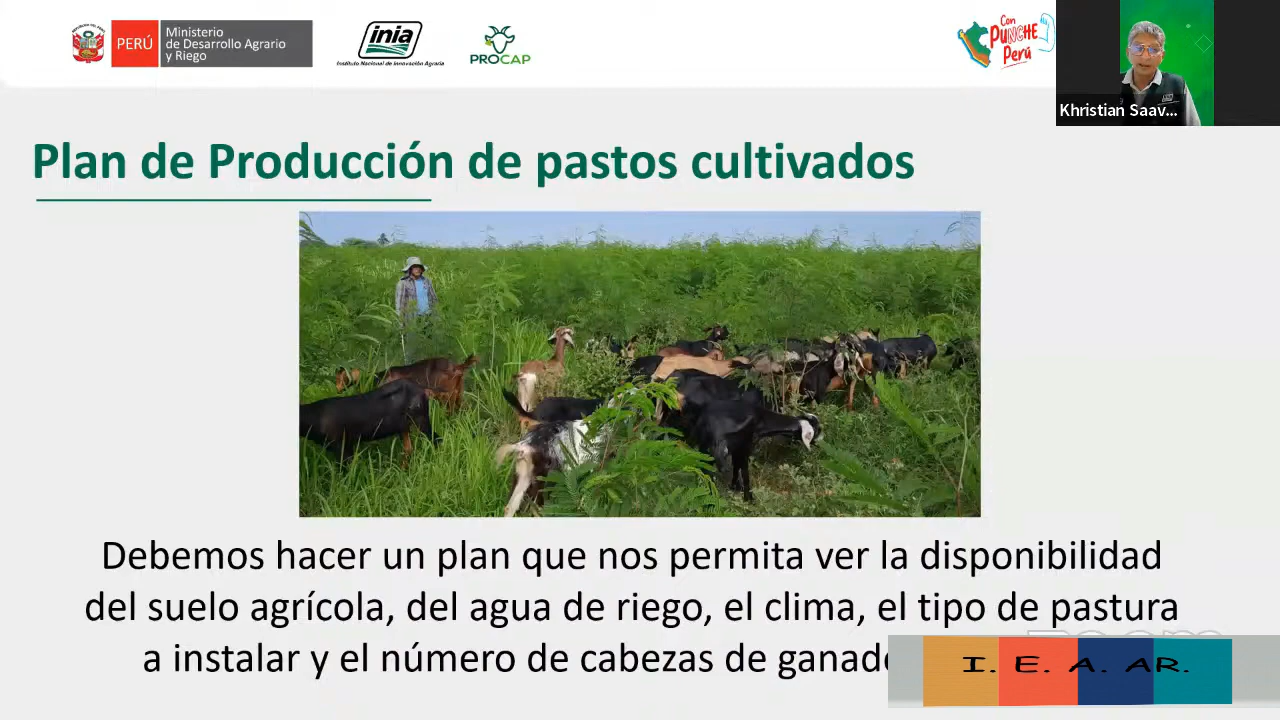 PERÚ
Ministerio
de Desarrollo Agrario
y Riego
inia
Instituto Nacional de Innovación Agraria
PROCAP
Con
PUNCHE
Perú
Khristian Saav...
Plan de Producción de pastos cultivados
Debemos hacer un plan que nos permita ver la disponibilidad
del suelo agrícola, del agua de riego, el clima, el tipo de pastura
a instalar y el número de cabezas de ganado
I. E. A. AR.